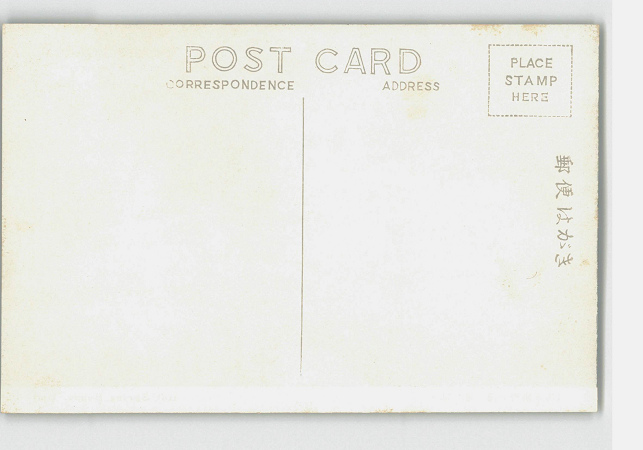 POST CARD
CORRESPONDENCE
ADDRESS
PLACE
STAMP
HERE
郵便はがき